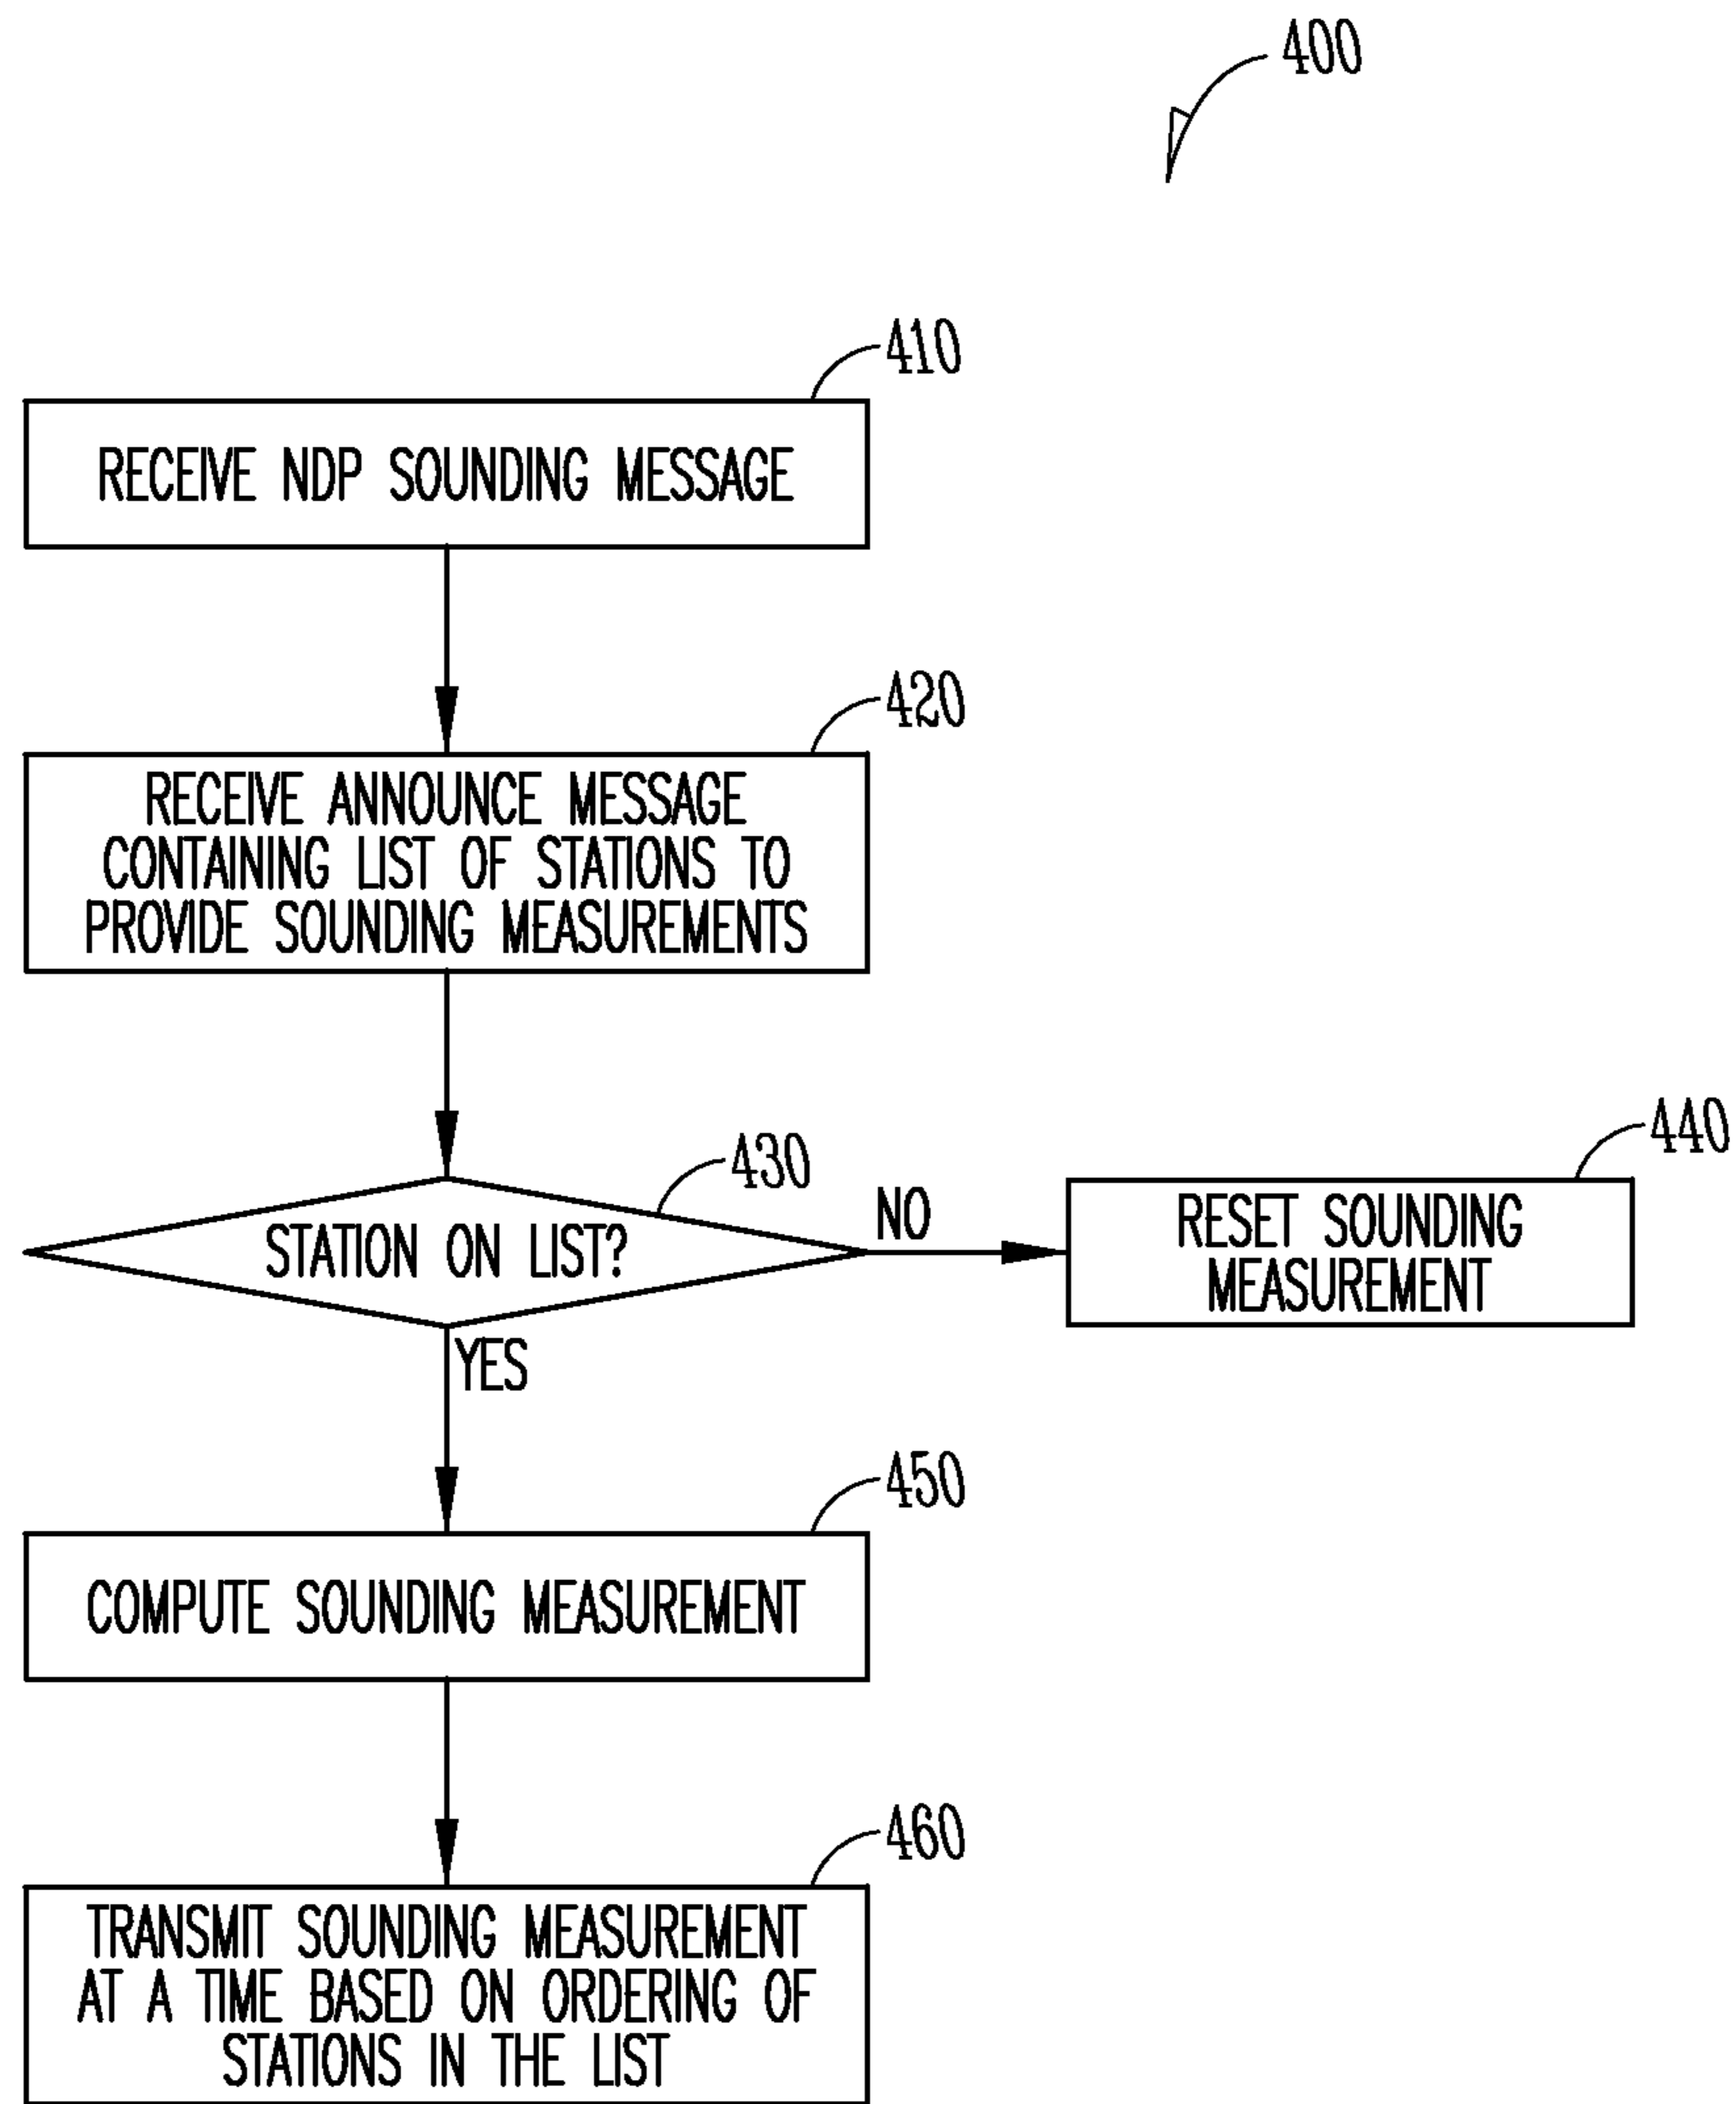 400
410
RECEIVE NDP SOUNDING MESSAGE
420
RECEIVE ANNOUNCE MESSAGE
CONTAINING LIST OF STATIONS TO
PROVIDE SOUNDING MEASUREMENTS
430
STATION ON LIST?
NO
440
RESET SOUNDING
MEASUREMENT
YES
450
COMPUTE SOUNDING MEASUREMENT
460
TRANSMIT SOUNDING MEASUREMENT
AT A TIME BASED ON ORDERING OF
STATIONS IN THE LIST